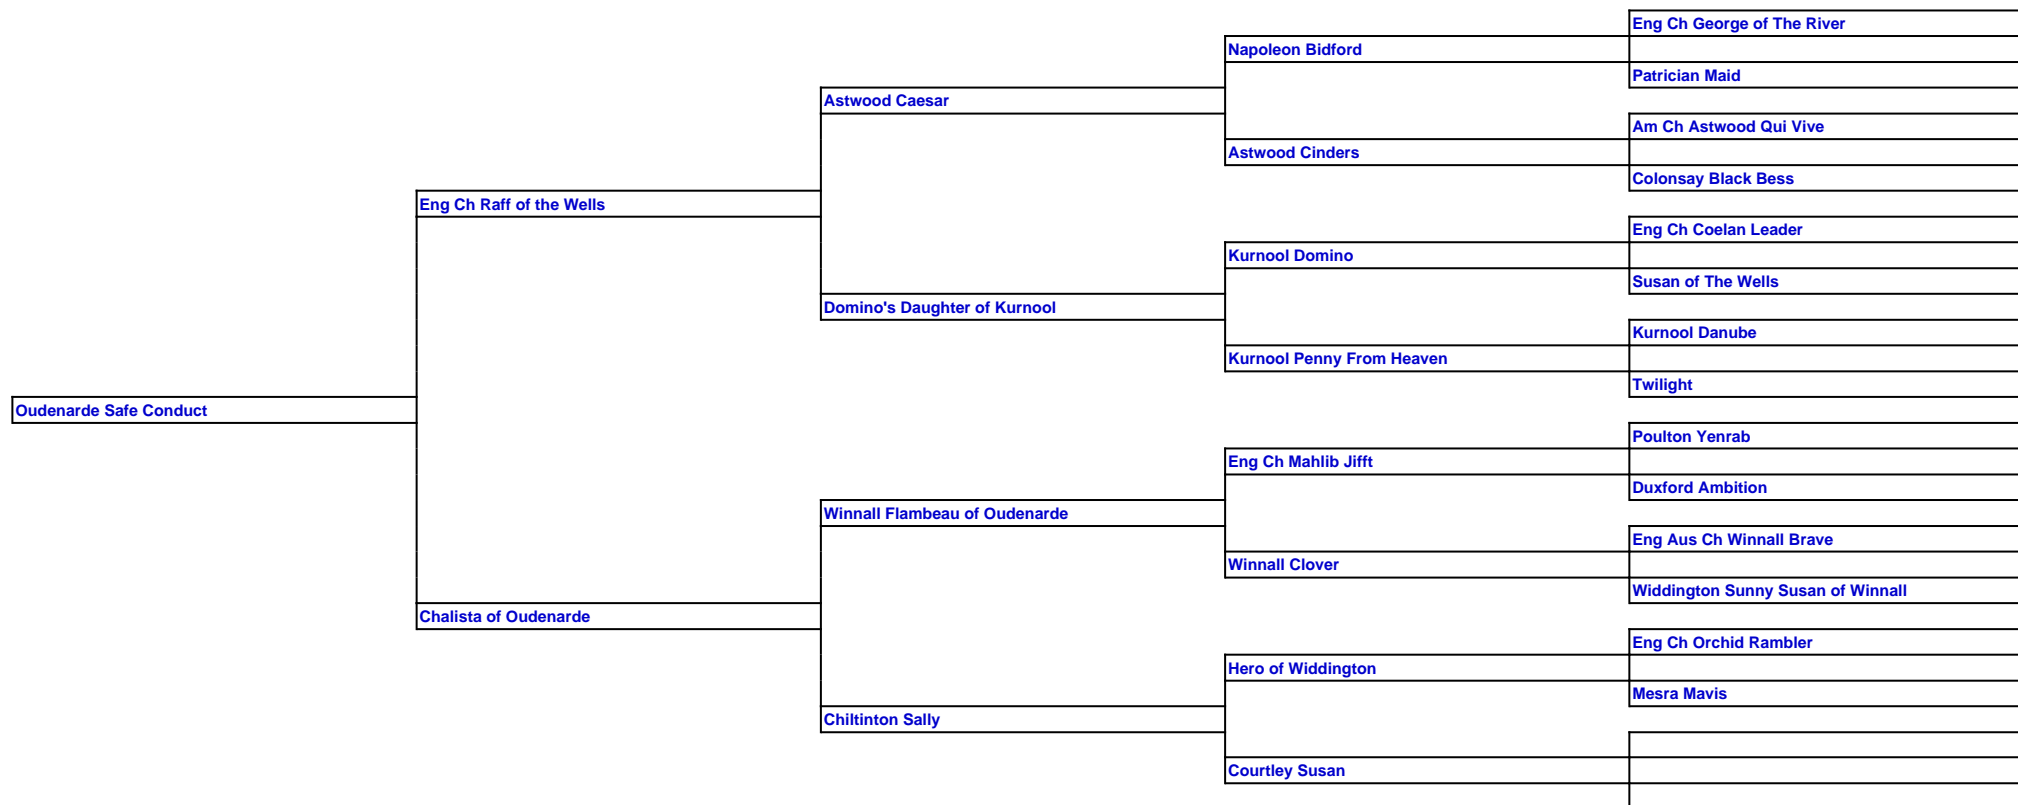 Eng Ch George of The River
Napoleon Bidford
Patrician Maid
Astwood Caesar
Am Ch Astwood Qui Vive
Astwood Cinders
Colonsay Black Bess
Eng Ch Raff of the Wells
Eng Ch Coelan Leader
Kurnool Domino
Susan of The Wells
Domino's Daughter of Kurnool
Kurnool Danube
Kurnool Penny From Heaven
Twilight
Oudenarde Safe Conduct
Poulton Yenrab
Eng Ch Mahlib Jifft
Duxford Ambition
Winnall Flambeau of Oudenarde
Eng Aus Ch Winnall Brave
Winnall Clover
Widdington Sunny Susan of Winnall
Chalista of Oudenarde
Eng Ch Orchid Rambler
Hero of Widdington
Mesra Mavis
Chiltinton Sally
Courtley Susan